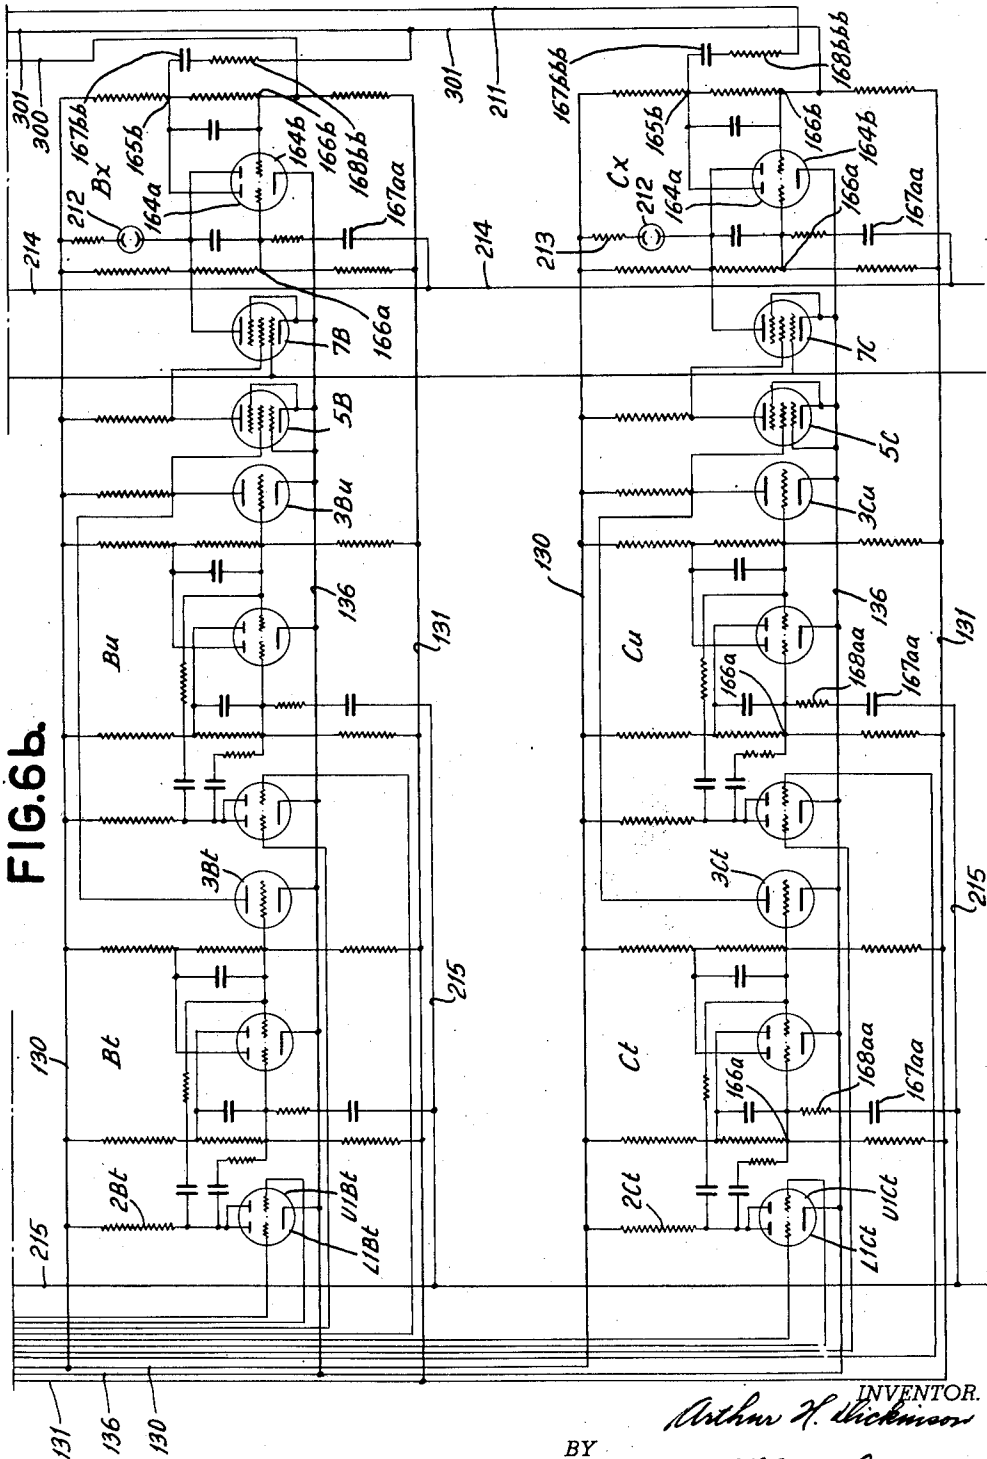 FIG.6b.
301
300
211
301
211
167bb
165b
Bx
212
214
164a
164b
166b
168bb
167aa
166a
7B
5B
3Bu
136
131
Bu
3Bt
215
130
Bt
2Bt
U1Bt
L1Bt
215
131
136
130
167bbb
168bbb
165b
Cx
212
213
214
164a
164b
166b
166a
167aa
7C
5C
3Cu
130
136
131
Cu
166a
168aa
167aa
3Ct
215
Ct
166a
168aa
167aa
2Ct
U1Ct
L1Ct
INVENTOR.
Arthur H. Dickinson
BY